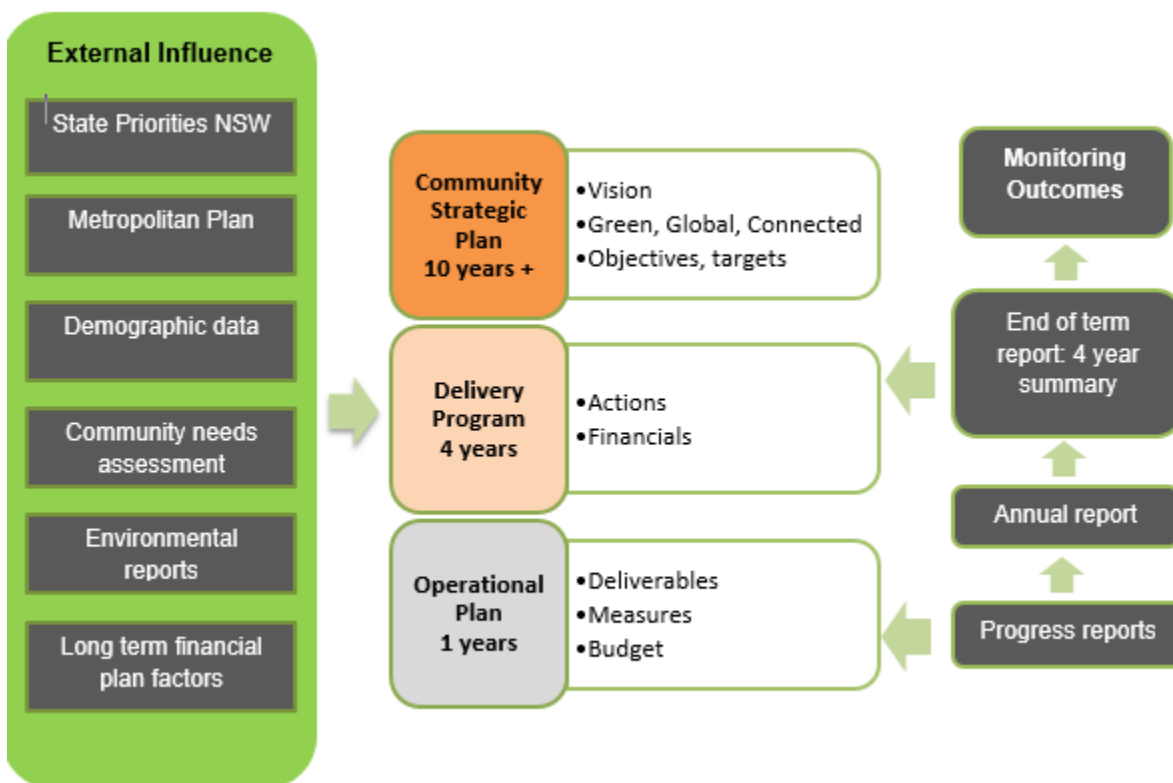 External Influence
State Priorities NSW
Metropolitan Plan
Demographic data
Community needs
assessment
Environmental
reports
Long term financial
plan factors
Community
Strategic
Plan
10 years +
•Vision
•Green, Global, Connected
•Objectives, targets
Delivery
Program
4 years
•Actions
•Financials
Operational
Plan
1 years
•Deliverables
•Measures
•Budget
Monitoring
Outcomes
End of term
report: 4 year
summary
Annual report
Progress reports